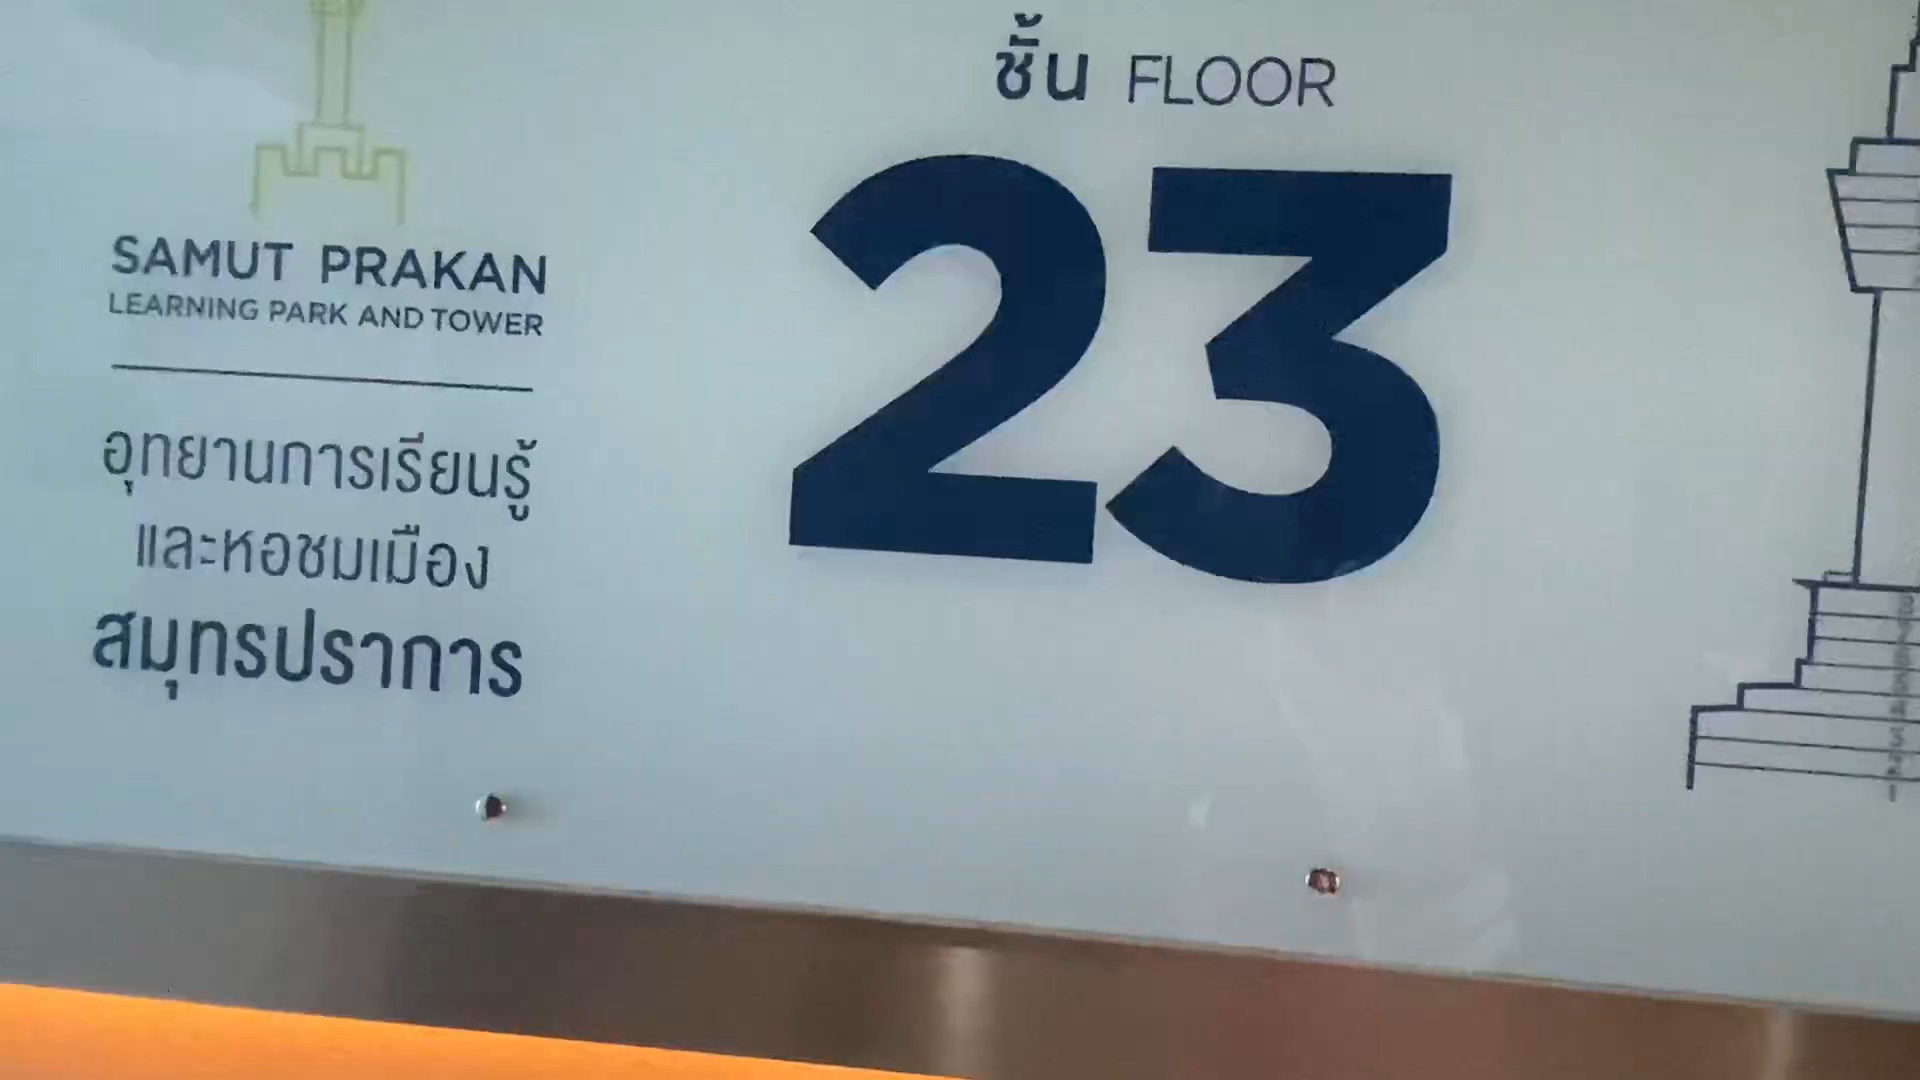 SAMUT PRAKAN
LEARNING PARK AND TOWER
อุทยานการเรียนรู้
และหอชมเมือง
สมุทรปราการ
ชั้น FLOOR
23